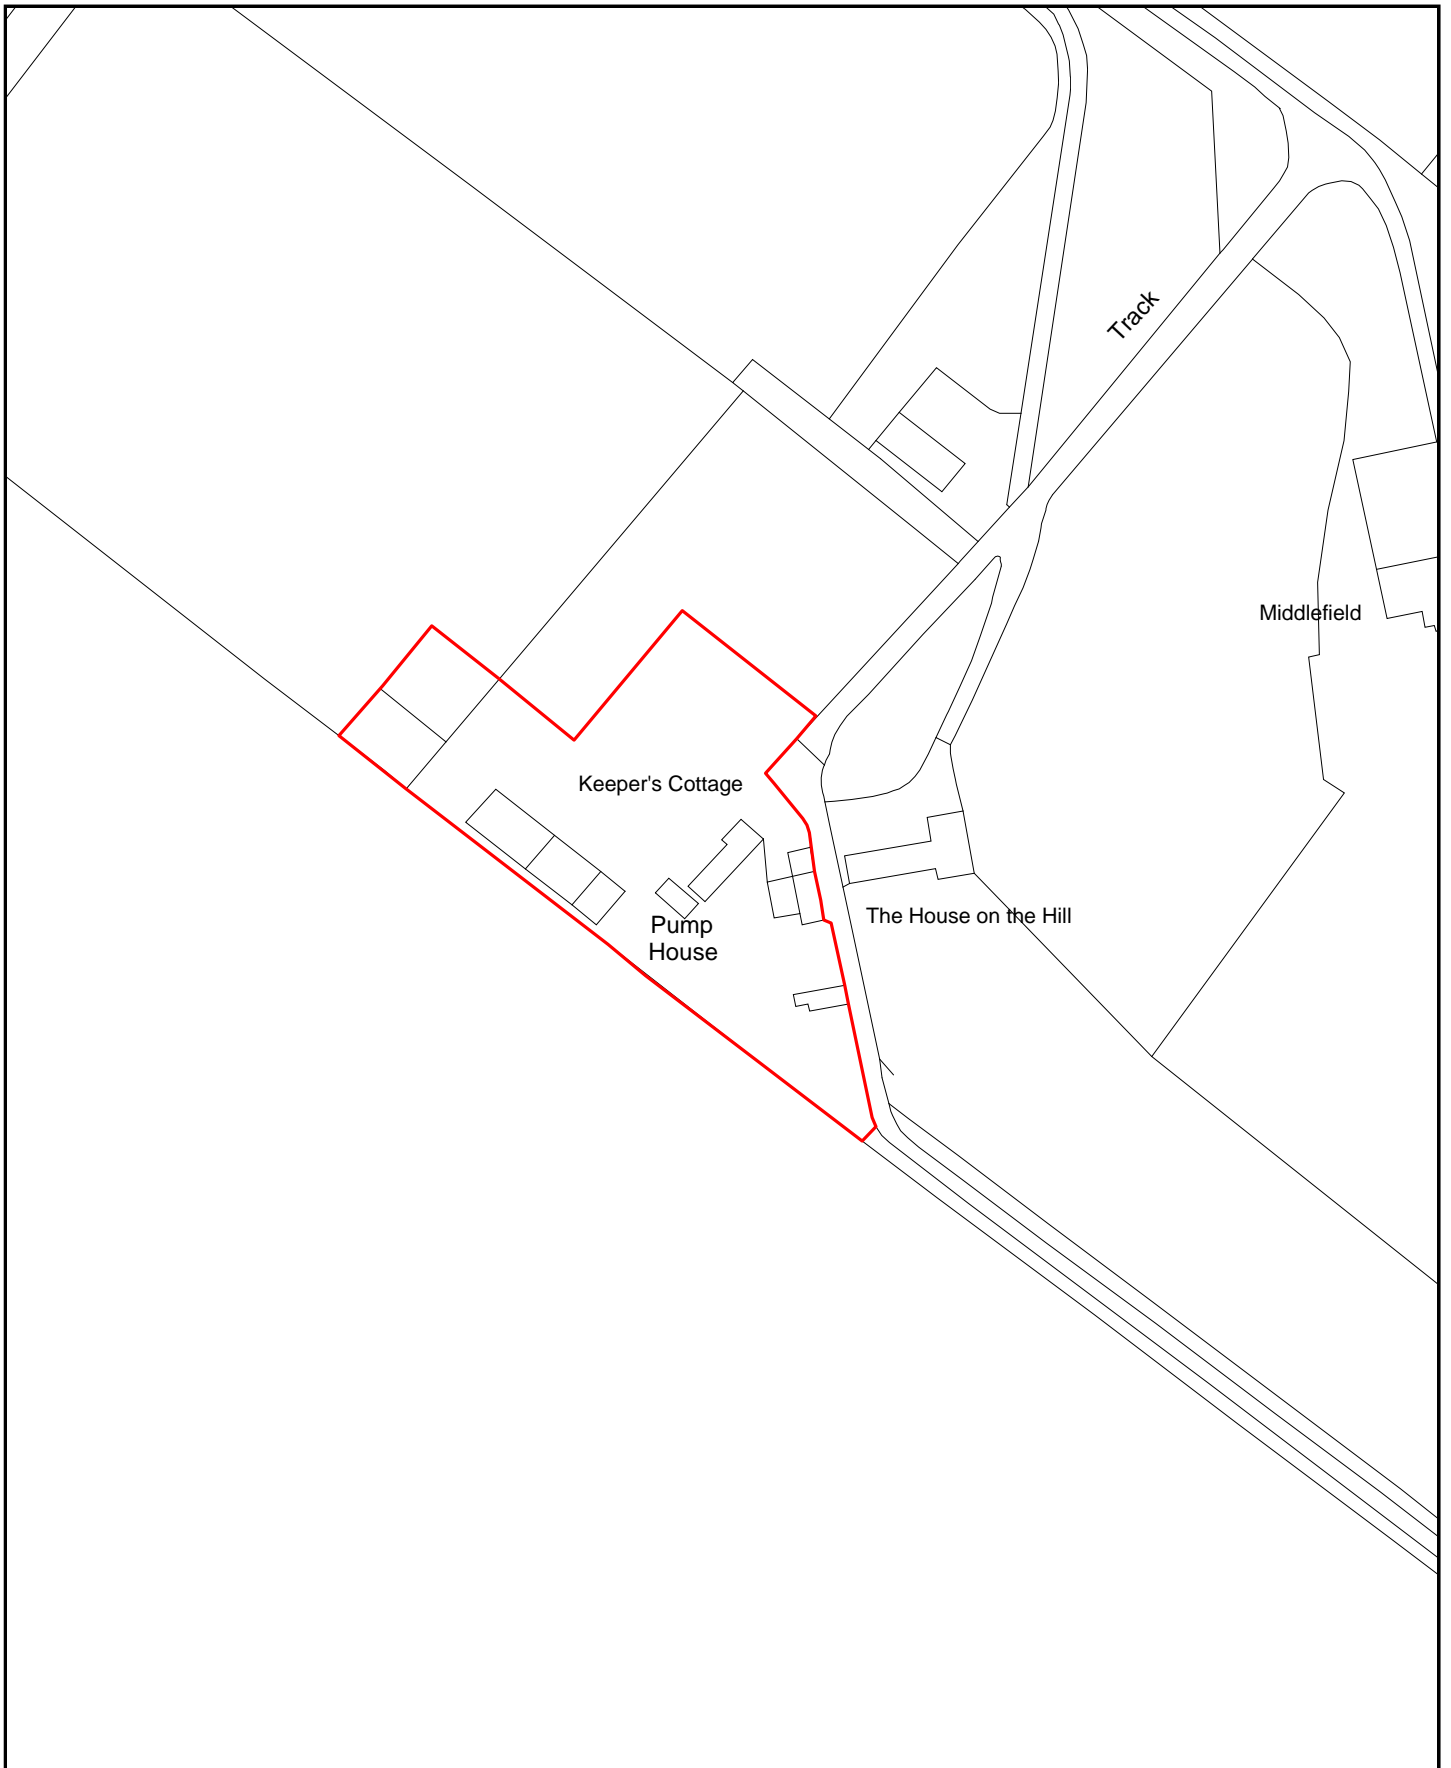 Track
Middlefield
Keeper's Cottage
The House on the Hill
Pump
House